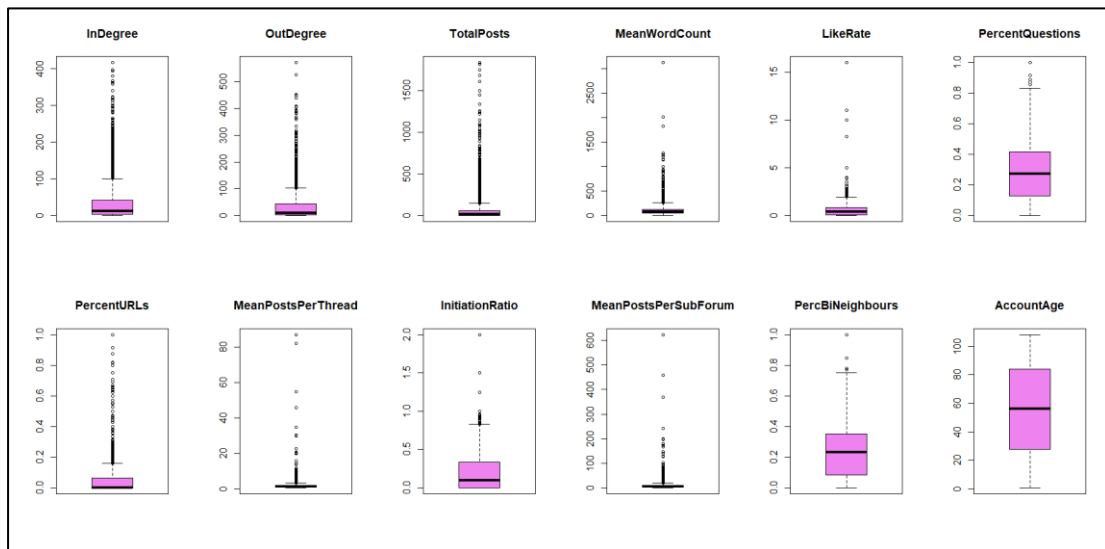 InDegree OutDegree TotalPosts MeanWordCount LikeRate PercentQuestions
0 100 200 300 400
0 100 200 300 400 500
0 500 1000 1500
0 500 1500 2500
0 5 10 15
0.0 0.2 0.4 0.6 0.8 1.0
PercentURLs MeanPostsPerThread InitiationRatio MeanPostsPerSubForum PercBiNeighbours AccountAge
0.0 0.2 0.4 0.6 0.8 1.0
0 20 40 60 80
0.0 0.5 1.0 1.5 2.0
0 100 200 300 400 500 600
0.0 0.2 0.4 0.6 0.8 1.0
0 20 40 60 80 100